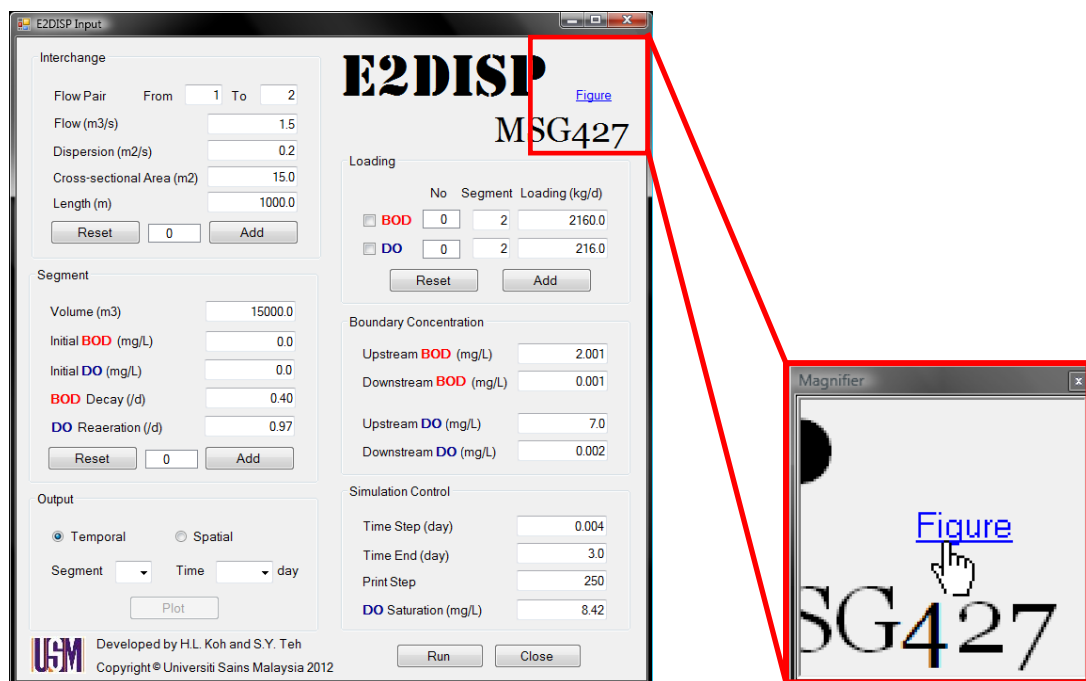 E2DISP Input
Interchange
Flow Pair From 1 To 2
Flow (m3/s) 1.5
Dispersion (m2/s) 0.2
Cross-sectional Area (m2) 15.0
Length (m) 1000.0
Reset 0 Add
Segment
Volume (m3) 15000.0
Initial BOD (mg/L) 0.0
Initial DO (mg/L) 0.0
BOD Decay (/d) 0.40
DO Reaeration (/d) 0.97
Reset 0 Add
Output
Temporal Spatial
Segment Time day
Plot
USM
Developed by H.L. Koh and S.Y. Teh
Copyright © Universiti Sains Malaysia 2012
E2DISP
Figure
MSG427
Loading
No Segment Loading (kg/d)
BOD 0 2 2160.0
DO 0 2 216.0
Reset Add
Boundary Concentration
Upstream BOD (mg/L) 2.001
Downstream BOD (mg/L) 0.001
Upstream DO (mg/L) 7.0
Downstream DO (mg/L) 0.002
Simulation Control
Time Step (day) 0.004
Time End (day) 3.0
Print Step 250
DO Saturation (mg/L) 8.42
Run Close
Magnifier
Figure
SG427